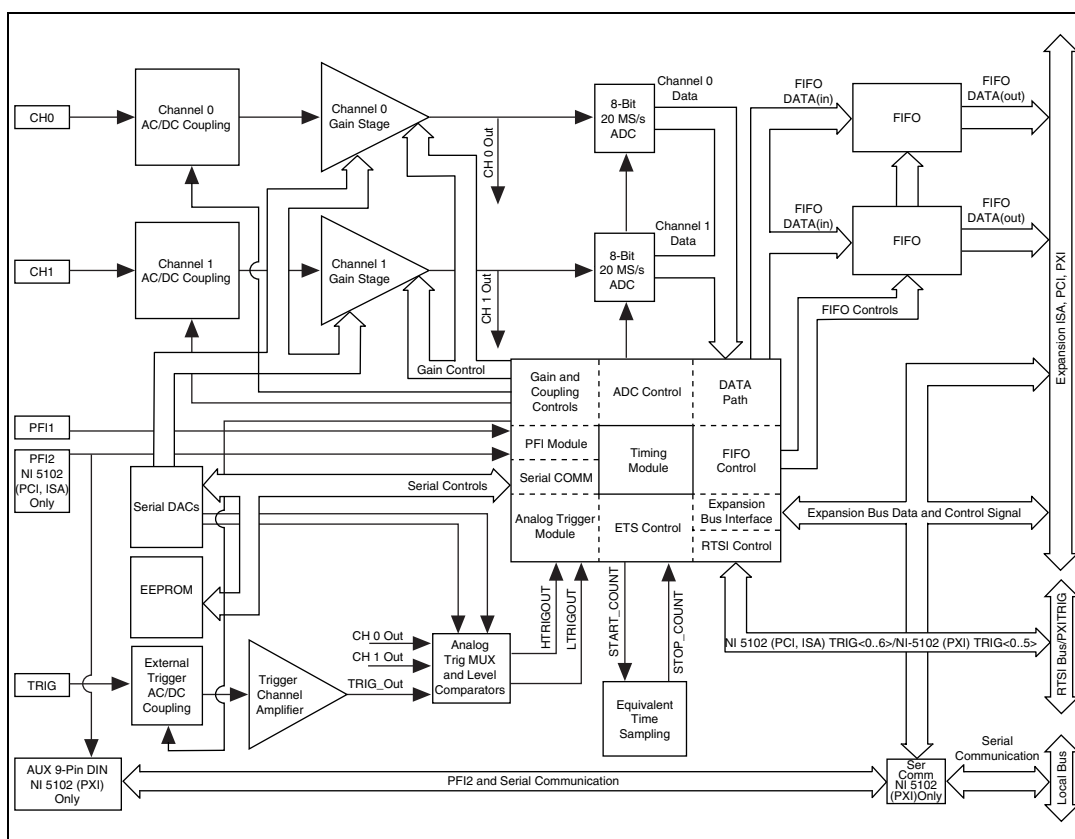 CH0
Channel 0
AC/DC Coupling
Channel 0
Gain Stage
CH 0 Out
8-Bit
20 MS/s
ADC
Channel 0
Data
FIFO
DATA(in)
FIFO
FIFO
DATA(out)
CH1
Channel 1
AC/DC Coupling
Channel 1
Gain Stage
CH 1 Out
8-Bit
20 MS/s
ADC
Channel 1
Data
FIFO
DATA(in)
FIFO
FIFO
DATA(out)
FIFO Controls
Expansion ISA, PCI, PXI
Gain Control
Gain and
Coupling
Controls
ADC Control
DATA
Path
PFI1
PFI2
NI 5102
(PCI, ISA)
Only
PFI Module
Timing
Module
FIFO
Control
Serial COMM
Serial Controls
Serial DACs
Analog Trigger
Module
ETS Control
Expansion
Bus Interface
RTSI Control
Expansion Bus Data and Control Signal
EEPROM
HTRIGOUT
LTRIGOUT
START_COUNT
STOP_COUNT
NI 5102 (PCI, ISA) TRIG<0..6>/NI-5102 (PXI) TRIG<0..5>
RTSI Bus/PXITRIG
CH 0 Out
CH 1 Out
TRIG_Out
Analog
Trig MUX
and Level
Comparators
TRIG
External
Trigger
AC/DC
Coupling
Trigger
Channel
Amplifier
Equivalent
Time
Sampling
AUX 9-Pin DIN
NI 5102 (PXI)
Only
PFI2 and Serial Communication
Ser
Comm
NI 5102
(PXI)Only
Serial
Communication
Local Bus